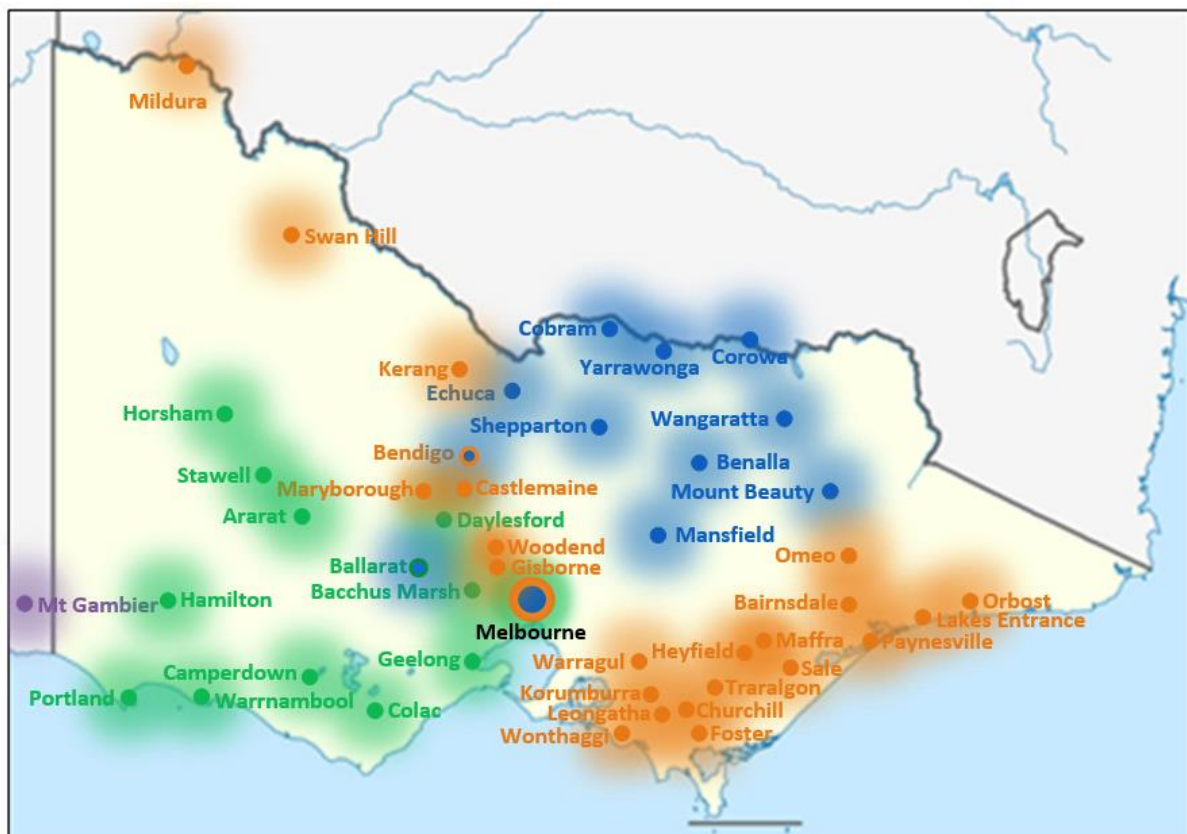 Mildura
Swan Hill
Cobram
Yarrawonga
Corowa
Kerang
Echuca
Horsham
Shepparton
Wangaratta
Bendigo
Benalla
Stawell
Maryborough
Castlemaine
Mount Beauty
Ararat
Daylesford
Mansfield
Woodend
Omeo
Ballarat
Gisborne
Bacchus Marsh
Mt Gambier
Hamilton
Bairnsdale
Orbost
Lakes Entrance
Melbourne
Maffra
Paynesville
Heyfield
Geelong
Warragul
Sale
Camperdown
Traralgon
Portland
Warrnambool
Korumburra
Colac
Leongatha
Churchill
Wonthaggi
Foster